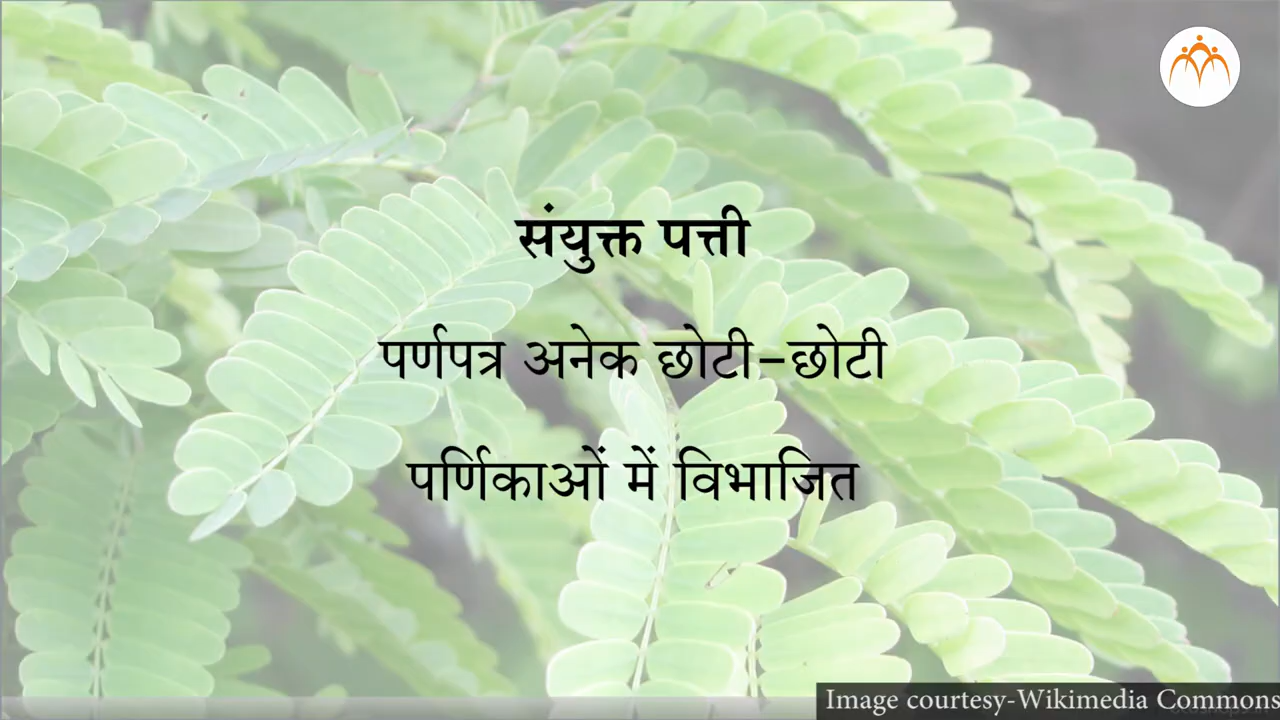 संयुक्त पत्ती
पर्णपत्र अनेक छोटी–छोटी
पर्णिकाओं में विभाजित
Image courtesy-Wikimedia Commons